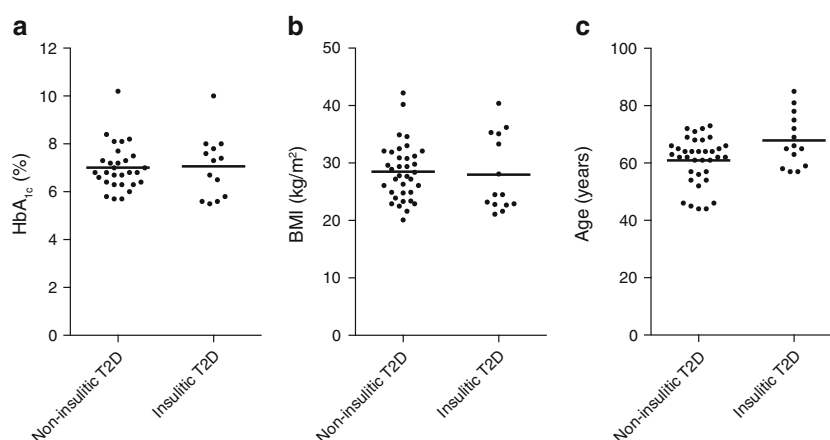 a
HbA1c (%)
12
10
8
6
4
2
0
Non-insulitic T2D
Insulitic T2D
b
BMI (kg/m²)
50
40
30
20
10
0
Non-insulitic T2D
Insulitic T2D
c
Age (years)
100
80
60
40
20
0
Non-insulitic T2D
Insulitic T2D